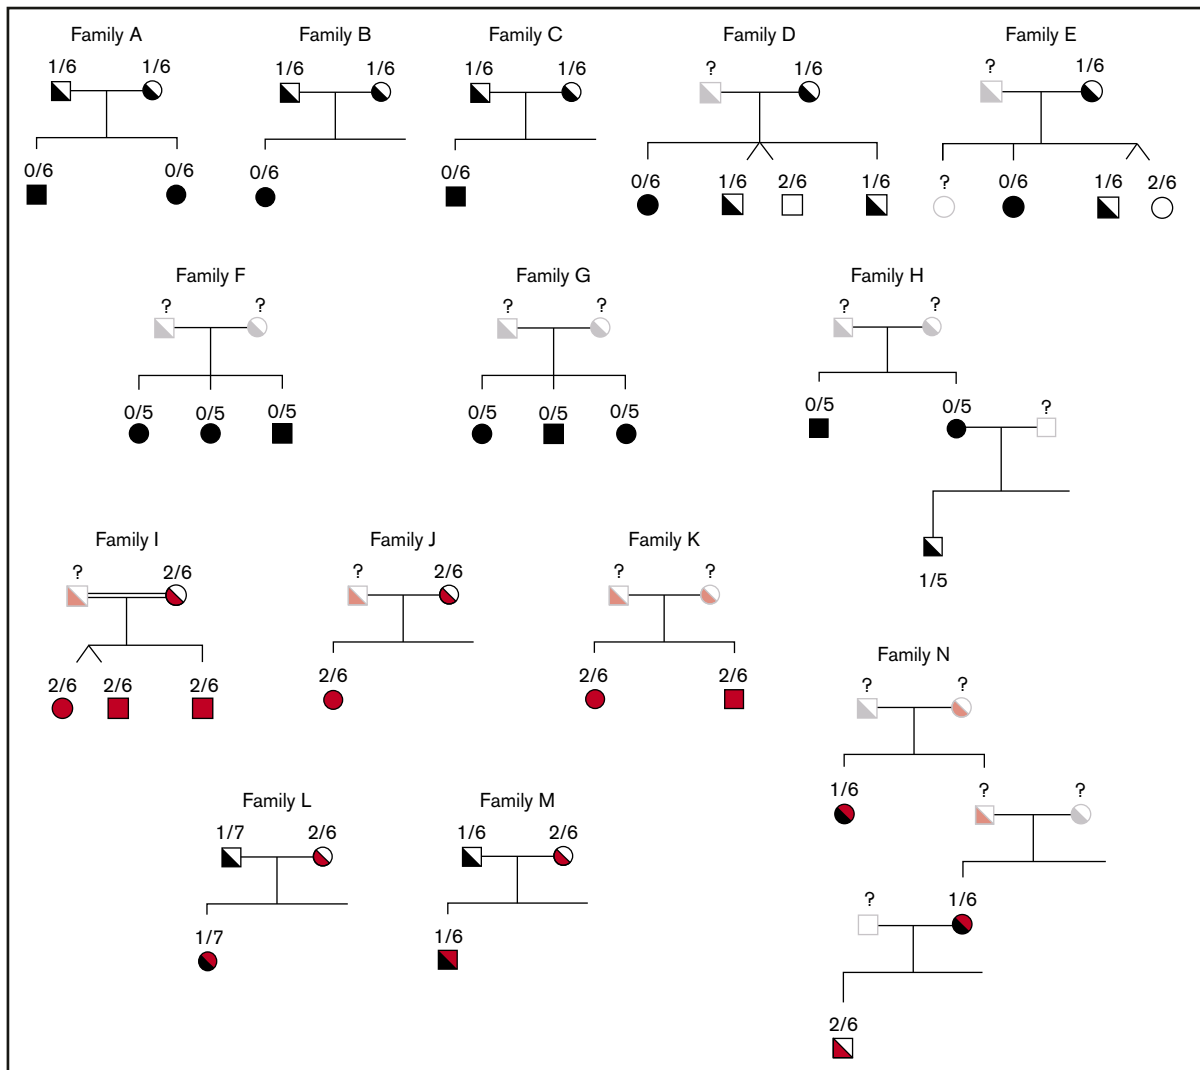 Family A Family B Family C Family D Family E
1/6 1/6 1/6 1/6 1/6 1/6 ? 1/6 ? 1/6
0/6 0/6 0/6 0/6 0/6 1/6 2/6 1/6 ? 0/6 1/6 2/6
Family F Family G Family H
? ? ? ? ? ?
0/5 0/5 0/5 0/5 0/5 0/5 0/5 0/5 ?
1/5
Family I Family J Family K
? 2/6 ? 2/6 ? ?
2/6 2/6 2/6 2/6 2/6 2/6
Family N
? ?
1/6 ? ?
Family L Family M
1/7 2/6 1/6 2/6
? 1/6
1/7 1/6
2/6